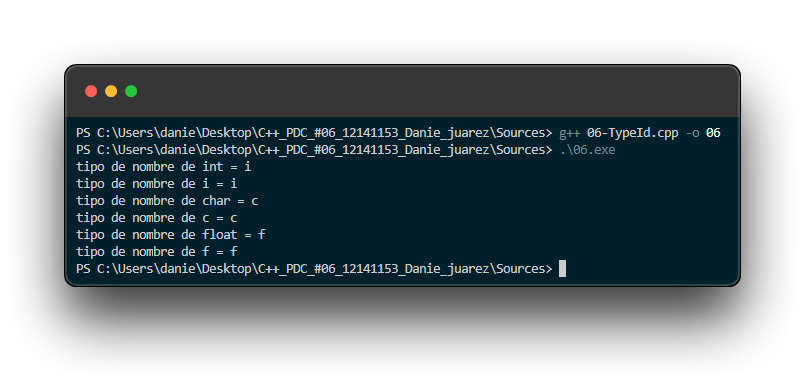 PS C:\Users\danie\Desktop\C++_PDC_#06_12141153_Danie_juarez\Sources> g++ 06-TypeId.cpp -o 06
PS C:\Users\danie\Desktop\C++_PDC_#06_12141153_Danie_juarez\Sources> .\06.exe
tipo de nombre de int = i
tipo de nombre de i = i
tipo de nombre de char = c
tipo de nombre de c = c
tipo de nombre de float = f
tipo de nombre de f = f
PS C:\Users\danie\Desktop\C++_PDC_#06_12141153_Danie_juarez\Sources>